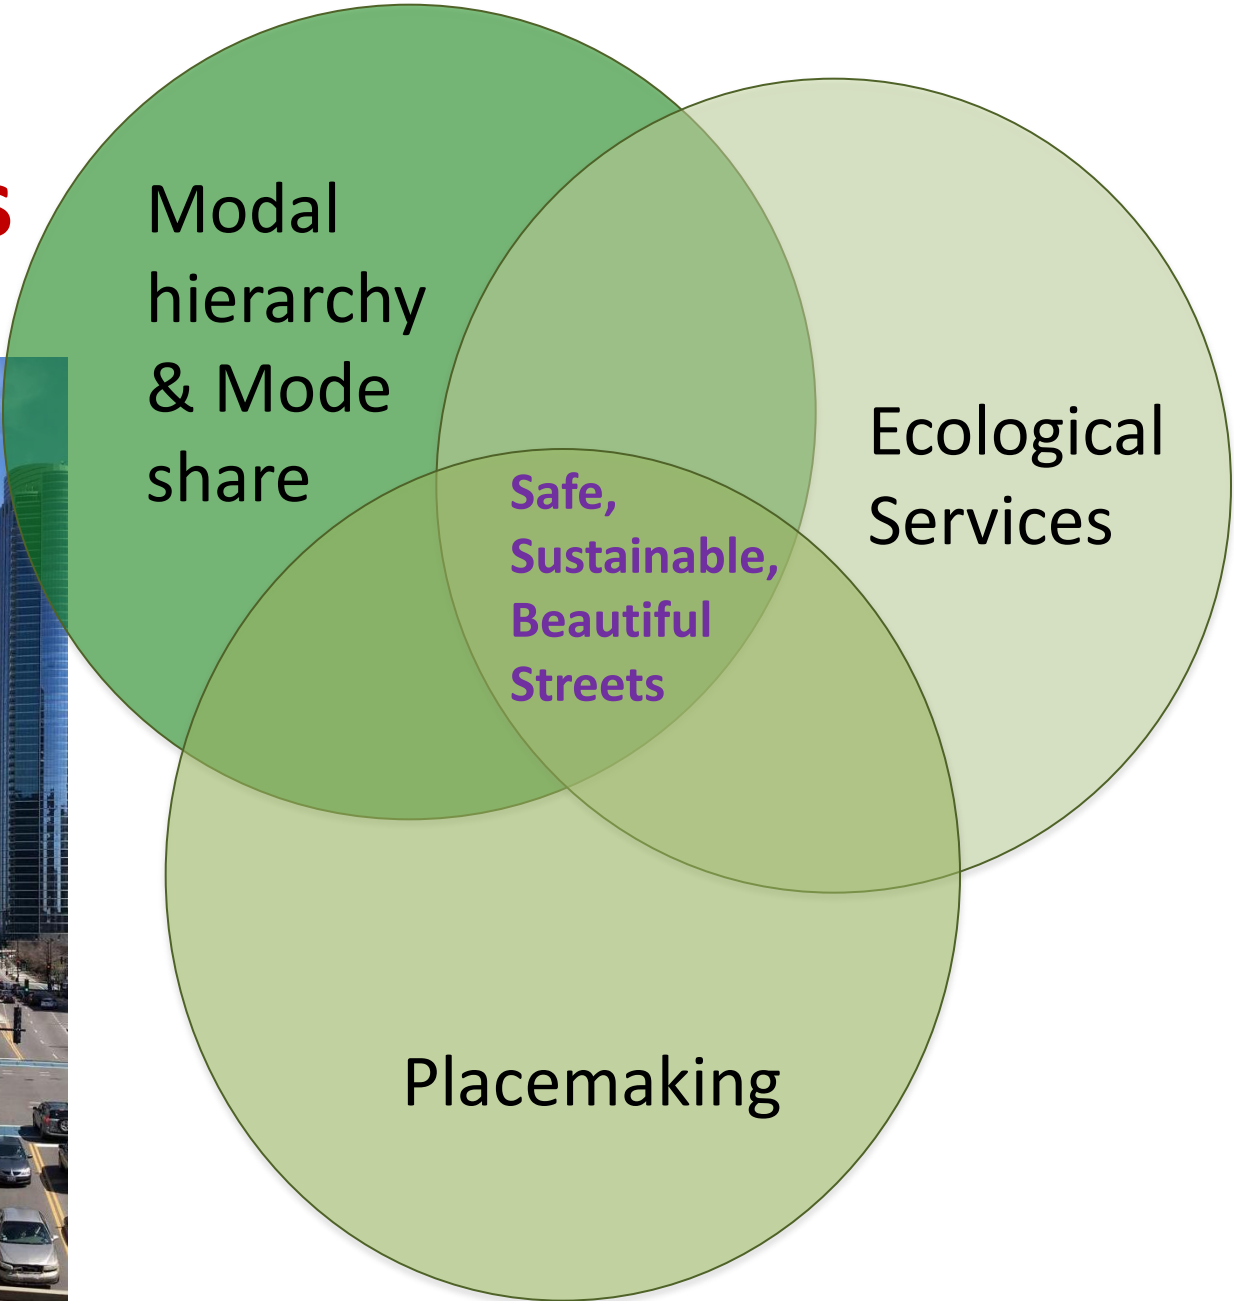 s
Modal
hierarchy
& Mode
share
Ecological
Services
Safe,
Sustainable,
Beautiful
Streets
Placemaking